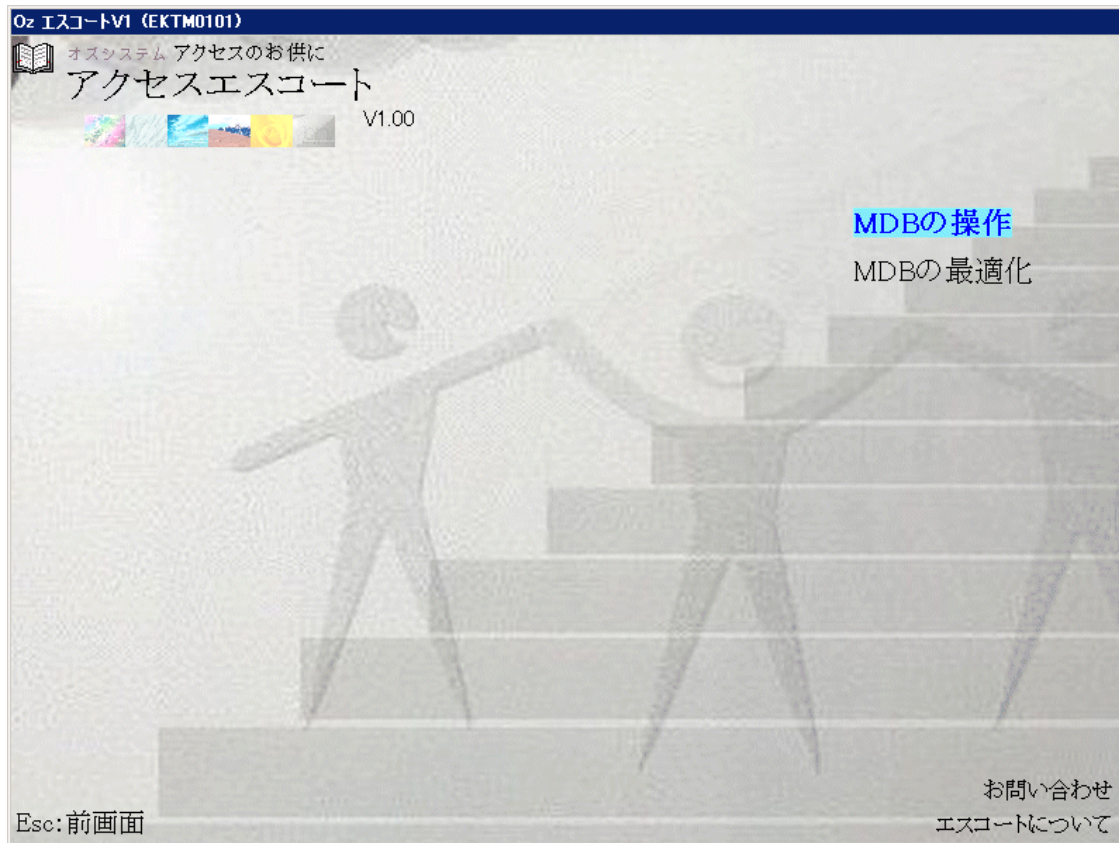 Oz エスコートV1 (EKTM0101)
オズシステム アクセスのお供に
アクセスエスコート
V1.00
MDBの操作
MDBの最適化
お問い合わせ
Esc:前画面
エスコートについて